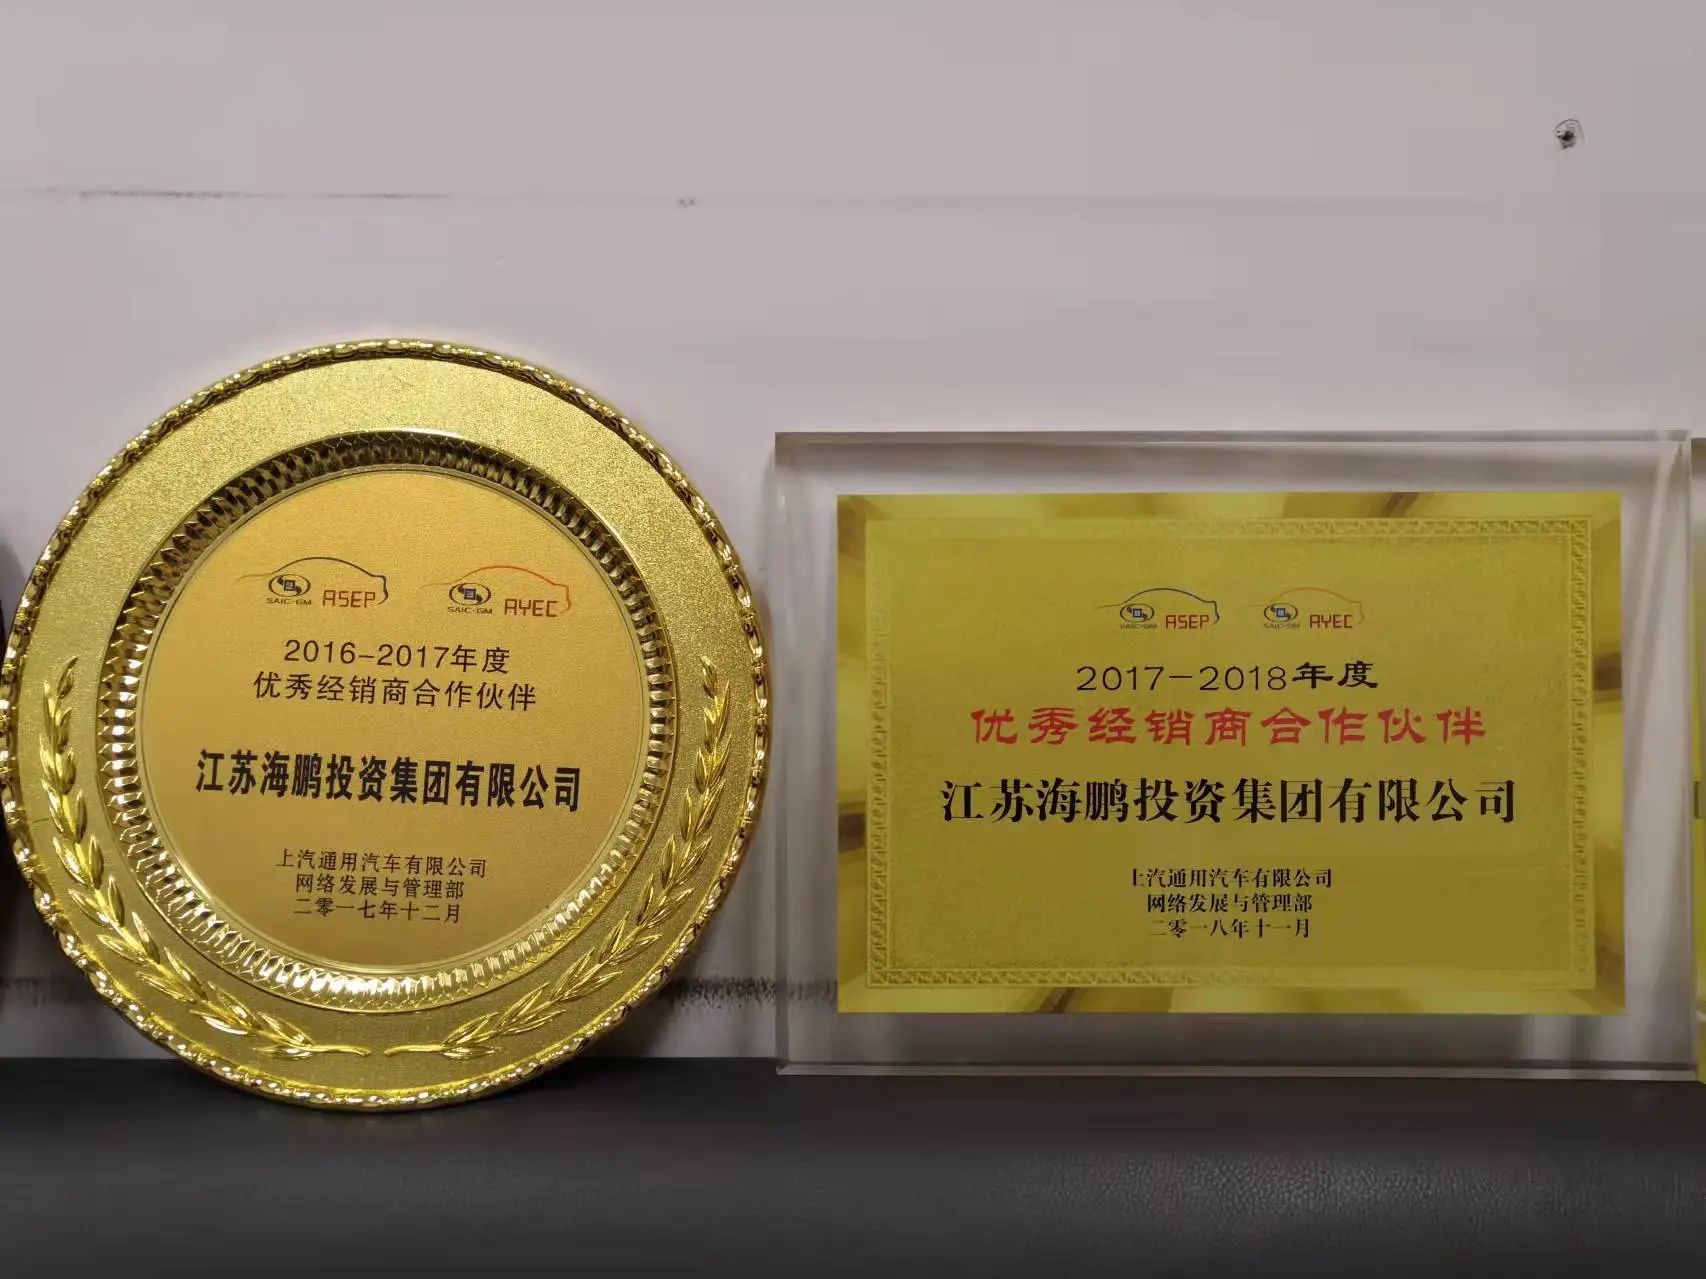 SAIC-GM ASEP SAIC-GM AYEC
2016-2017年度
优秀经销商合作伙伴
江苏海鹏投资集团有限公司
上汽通用汽车有限公司
网络发展与管理部
二零一七年十二月
SAIC-GM ASEP SAIC-GM AYEC
2017-2018年度
优秀经销商合作伙伴
江苏海鹏投资集团有限公司
上汽通用汽车有限公司
网络发展与管理部
二零一八年十一月